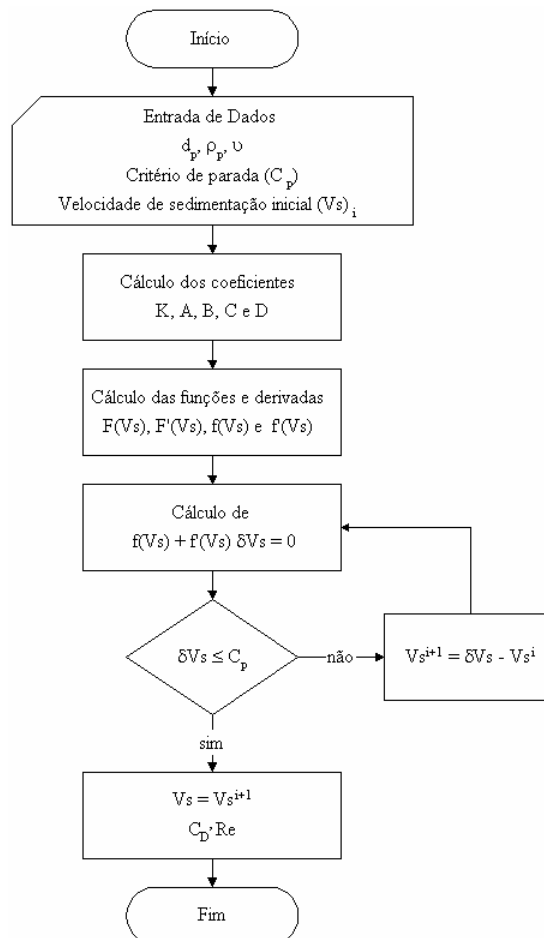 Início
Entrada de Dados
dₚ, ρₚ, υ
Critério de parada (Cₚ)
Velocidade de sedimentação inicial (Vs)ᵢ
Cálculo dos coeficientes
K, A, B, C e D
Cálculo das funções e derivadas
F(Vs), F'(Vs), f(Vs) e f'(Vs)
Cálculo de
f(Vs) + f'(Vs) δVs = 0
δVs ≤ Cₚ
não
Vsⁱ⁺¹ = δVs - Vsⁱ
sim
Vs = Vsⁱ⁺¹
C_D, Re
Fim